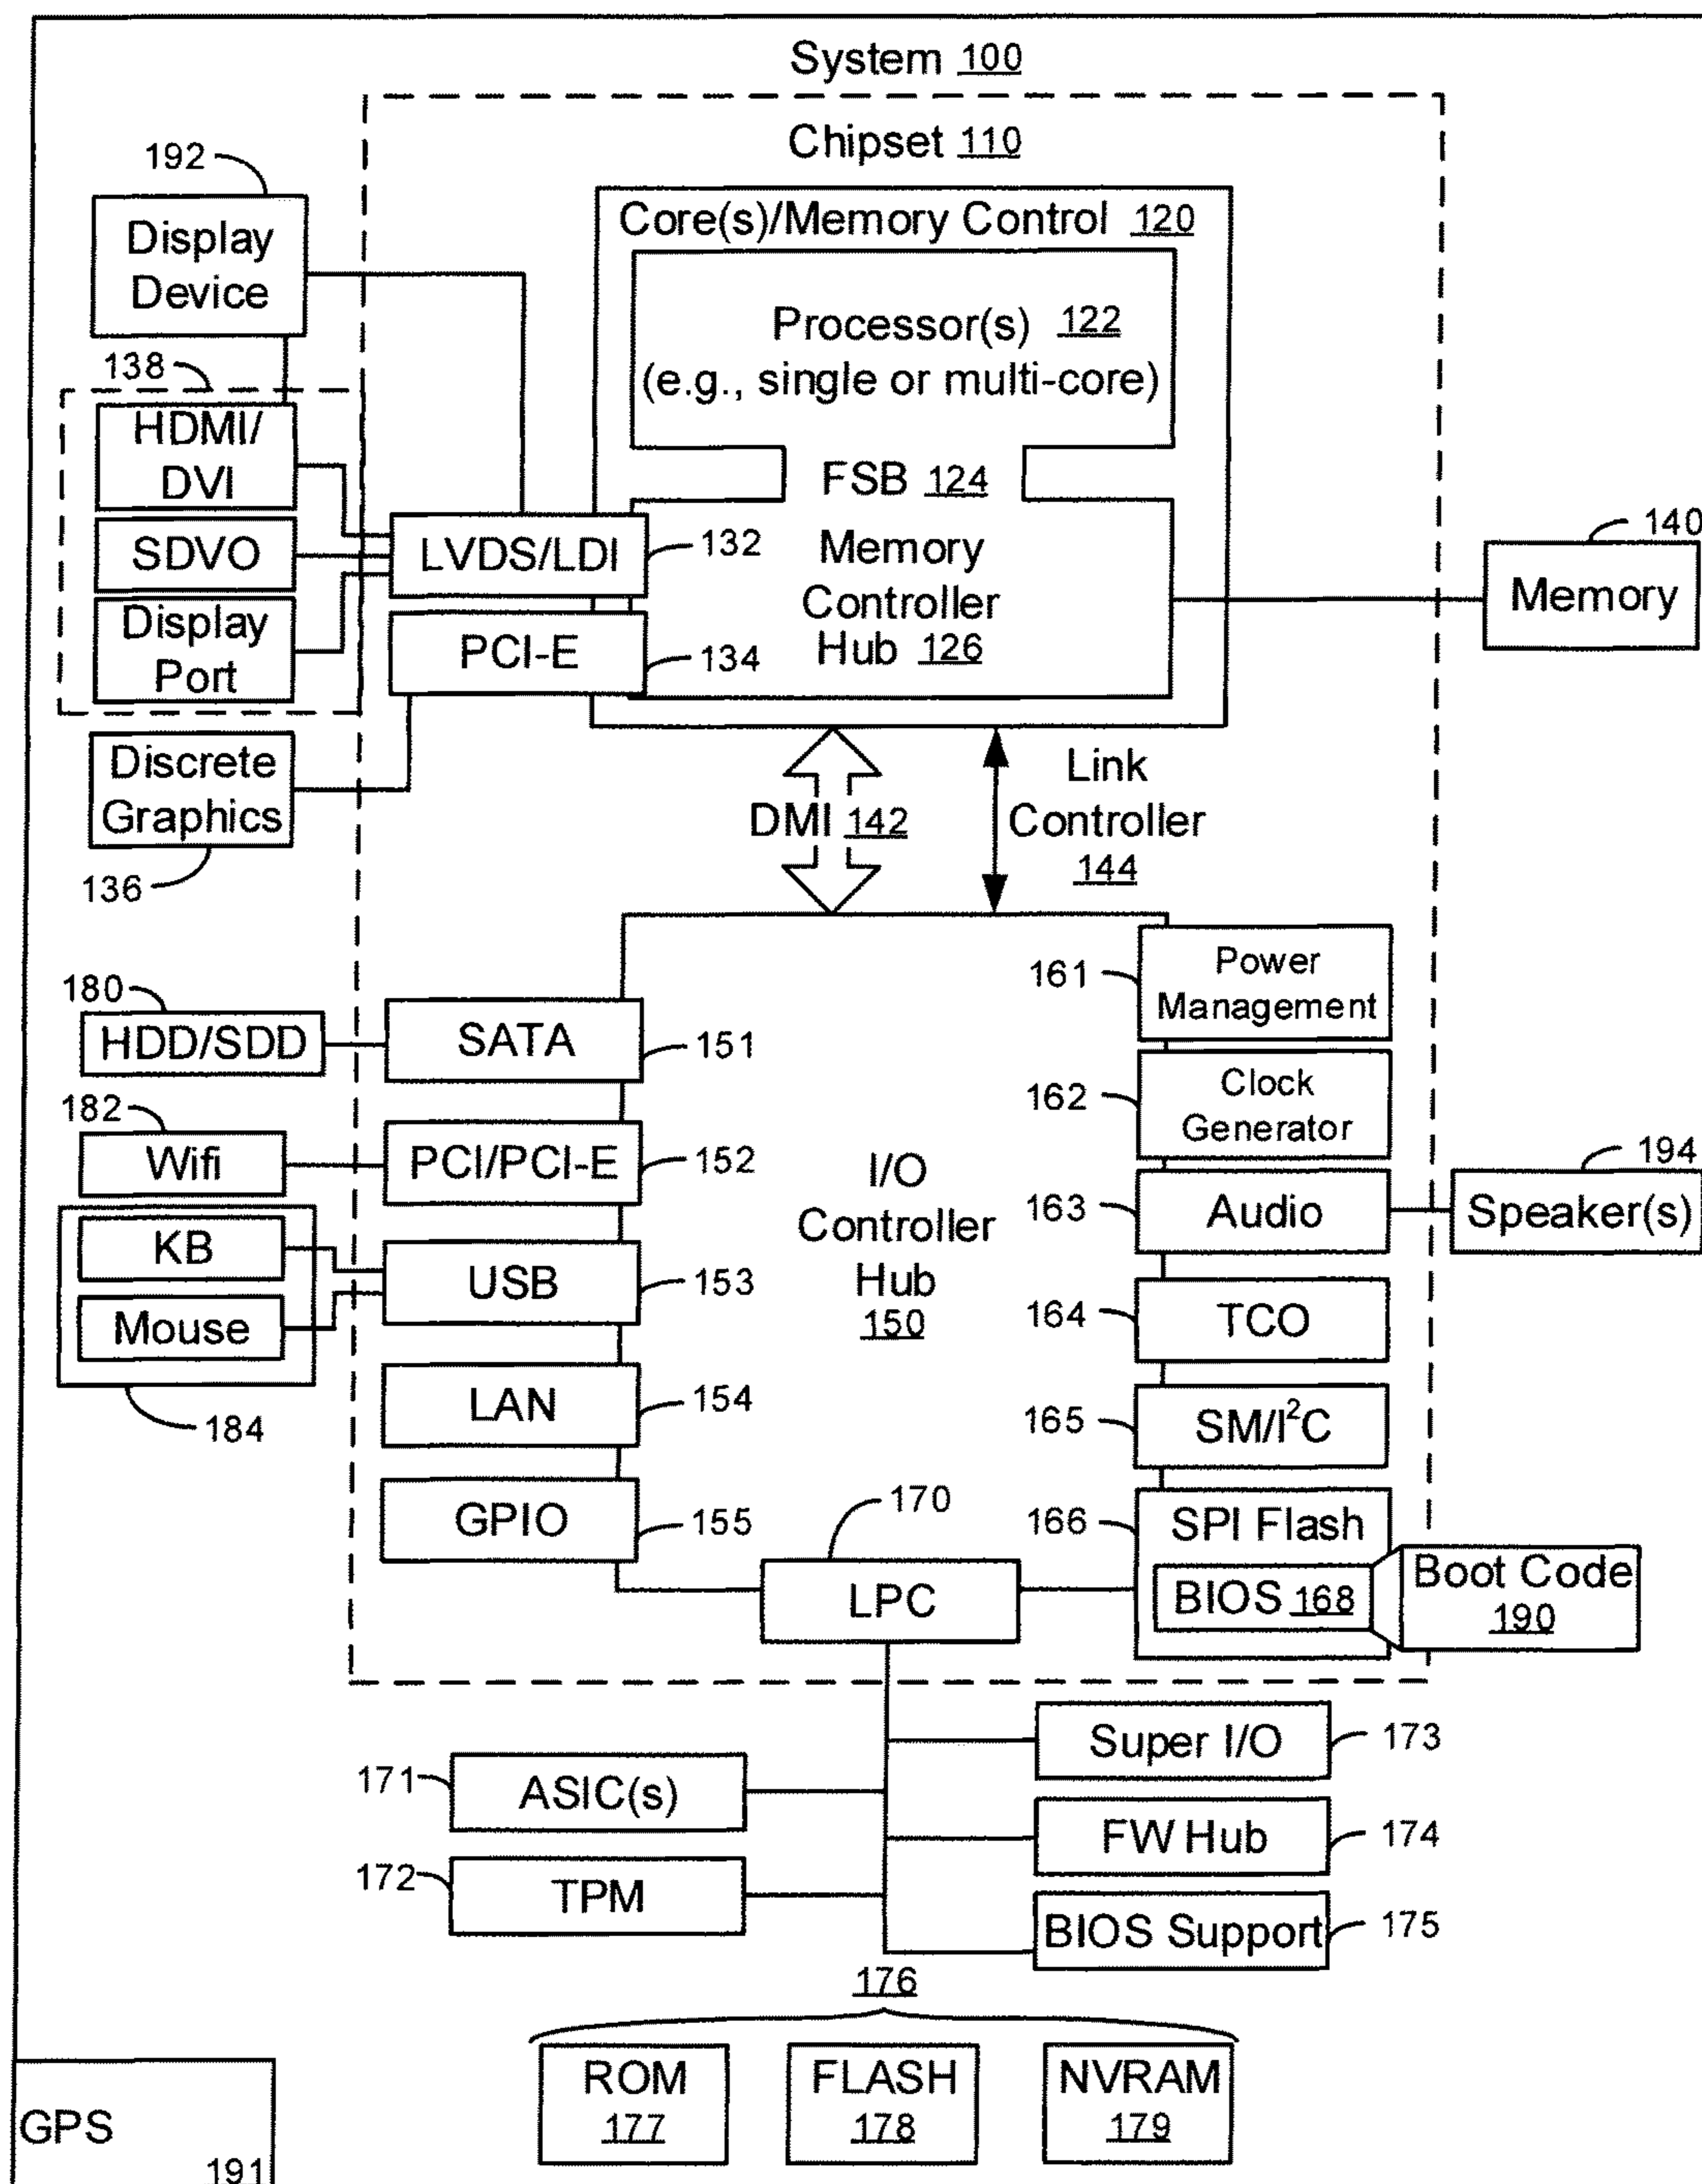 System 100
Chipset 110
192
Display
Device
Core(s)/Memory Control 120
Processor(s) 122
(e.g., single or multi-core)
138
HDMI/
DVI
SDVO
Display
Port
FSB 124
LVDS/LDI
132
PCI-E
134
Memory
Controller
Hub 126
140
Memory
Discrete
Graphics
136
DMI 142
Link
Controller
144
180
HDD/SDD
SATA
151
182
Wifi
PCI/PCI-E
152
KB
Mouse
184
USB
153
LAN
154
GPIO
155
I/O
Controller
Hub
150
161
Power
Management
162
Clock
Generator
163
Audio
194
Speaker(s)
164
TCO
165
SM/I²C
166
SPI Flash
BIOS 168
Boot Code
190
170
LPC
171
ASIC(s)
172
TPM
Super I/O
173
FW Hub
174
BIOS Support
175
176
ROM
177
FLASH
178
NVRAM
179
GPS
191